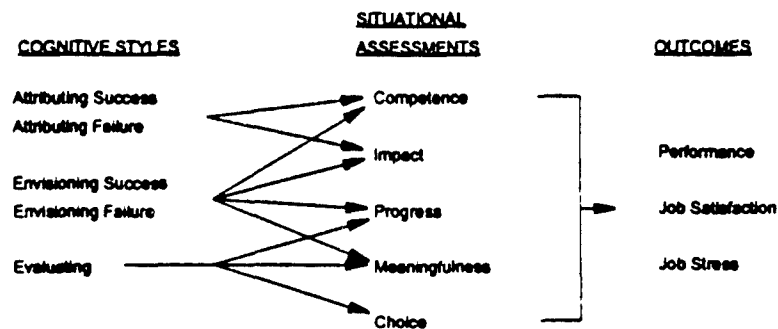 SITUATIONAL
COGNITIVE STYLES ASSESSMENTS OUTCOMES
Attributing Success Competence
Attributing Failure
Impact Performance
Envisioning Success
Envisioning Failure Progress Job Satisfaction
Evaluating Meaningfulness Job Stress
Choice